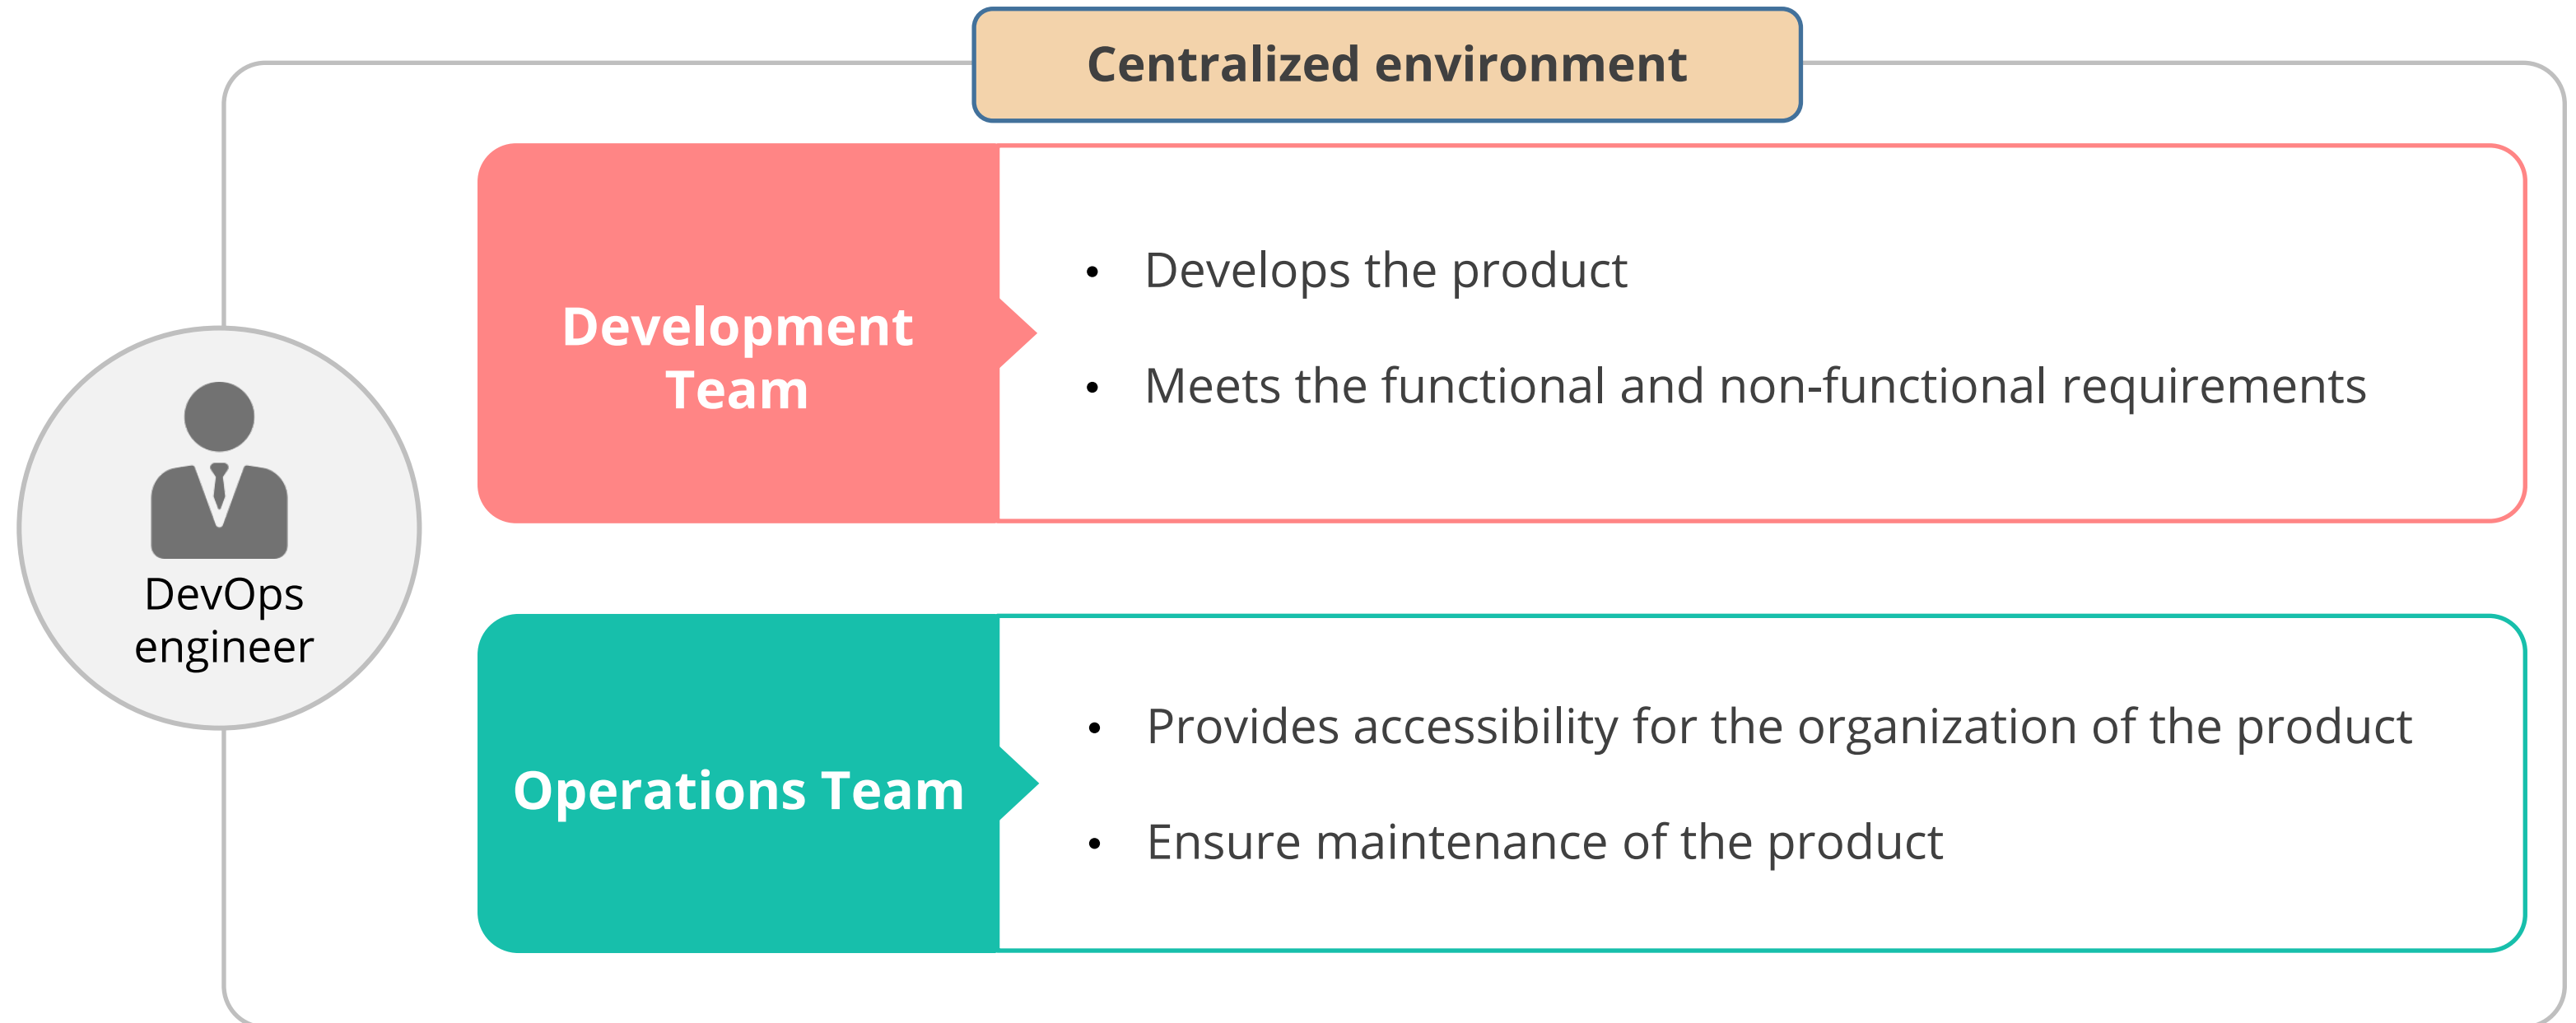 Centralized environment
Development
Team
• Develops the product
• Meets the functional and non-functional requirements
DevOps
engineer
Operations Team
• Provides accessibility for the organization of the product
• Ensure maintenance of the product